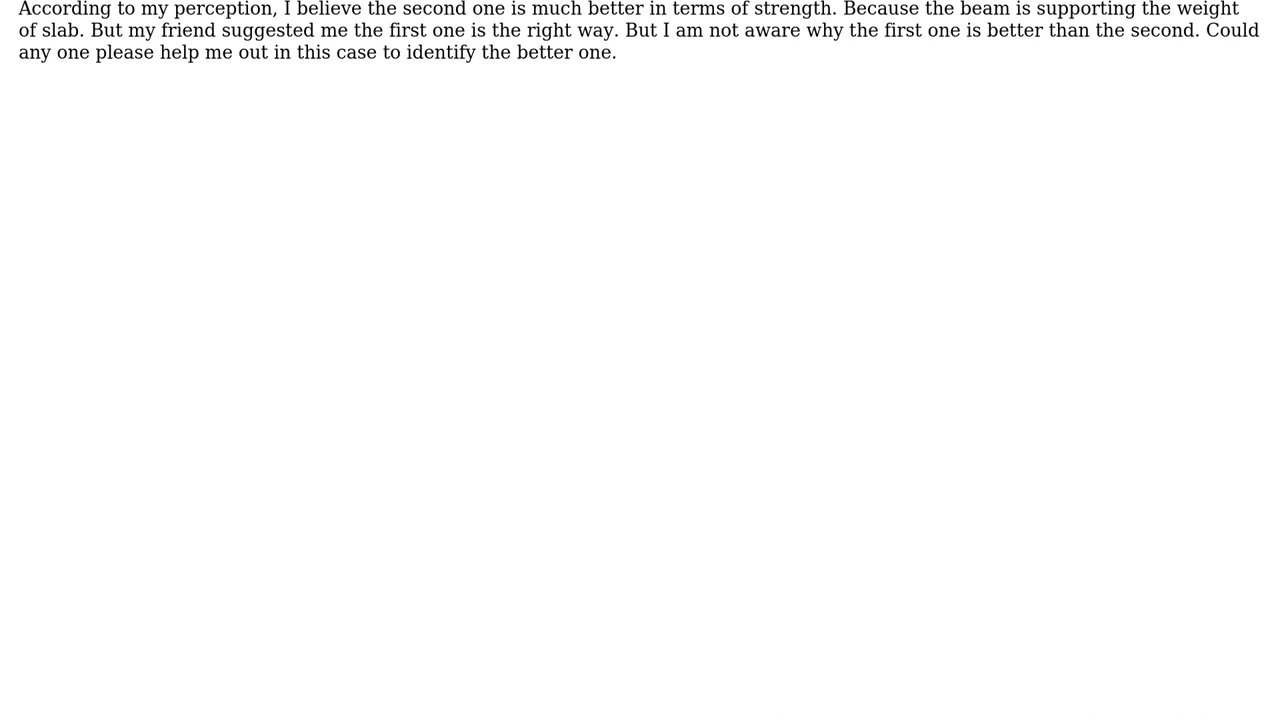 According to my perception, I believe the second one is much better in terms of strength. Because the beam is supporting the weight
of slab. But my friend suggested me the first one is the right way. But I am not aware why the first one is better than the second. Could
any one please help me out in this case to identify the better one.